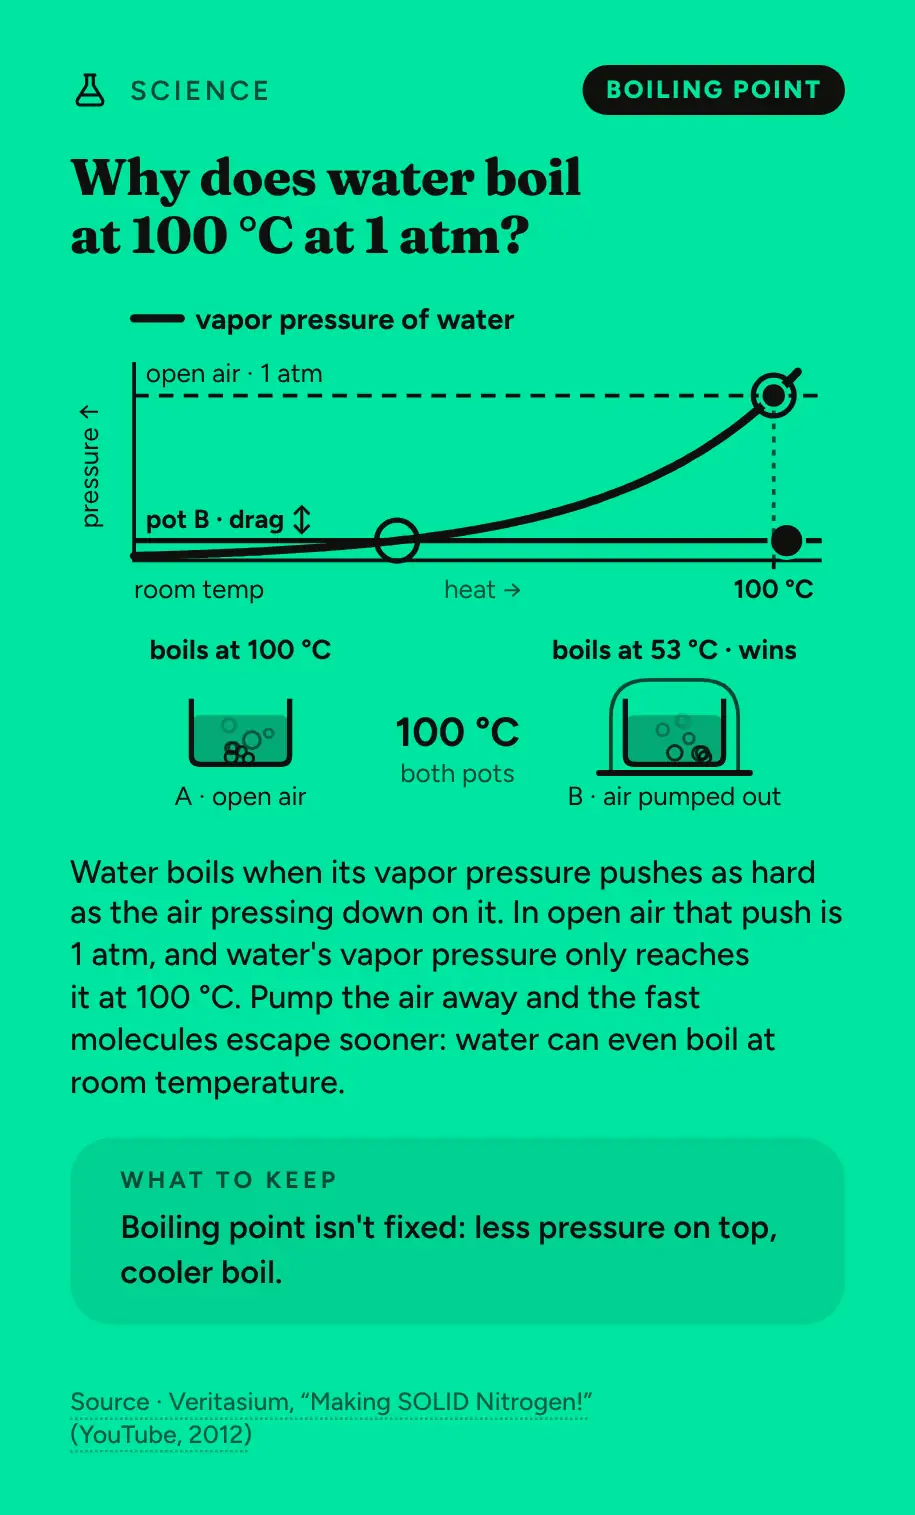 SCIENCE
BOILING POINT
Why does water boil
at 100 °C at 1 atm?
vapor pressure of water
open air · 1 atm
pressure →
pot B · drag ↕
room temp
heat →
100 °C
boils at 100 °C
boils at 53 °C · wins
100 °C
both pots
A · open air
B · air pumped out
Water boils when its vapor pressure pushes as hard
as the air pressing down on it. In open air that push is
1 atm, and water's vapor pressure only reaches
it at 100 °C. Pump the air away and the fast
molecules escape sooner: water can even boil at
room temperature.
WHAT TO KEEP
Boiling point isn't fixed: less pressure on top,
cooler boil.
Source · Veritasium, “Making SOLID Nitrogen!”
(YouTube, 2012)